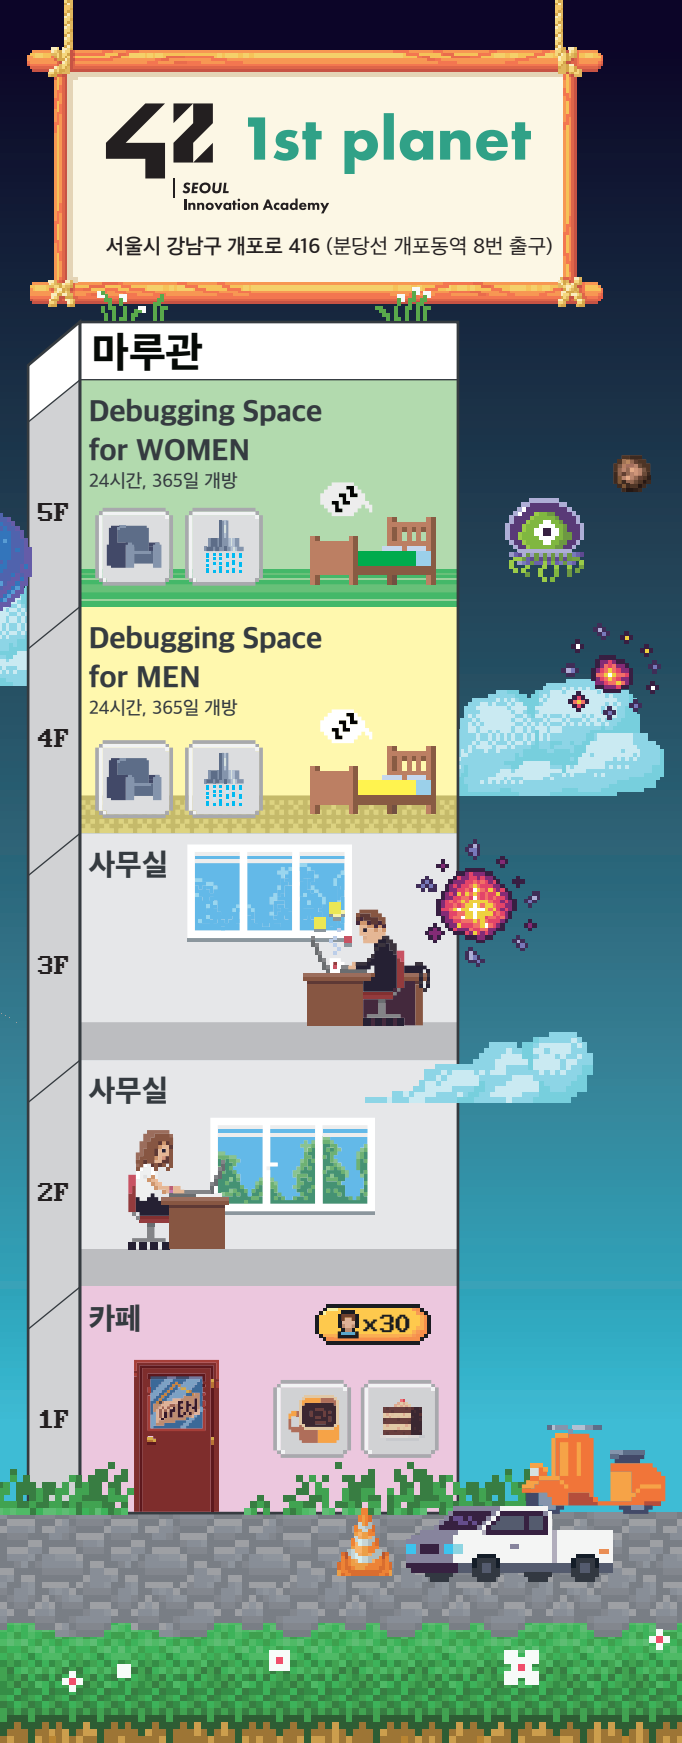 42 1st planet
SEOUL
Innovation Academy
서울시 강남구 개포로 416 (분당선 개포동역 8번 출구)
마루관
Debugging Space
for WOMEN
24시간, 365일 개방
5F
zzz
Debugging Space
for MEN
24시간, 365일 개방
4F
zzz
사무실
3F
사무실
2F
카페
x30
OPEN
1F